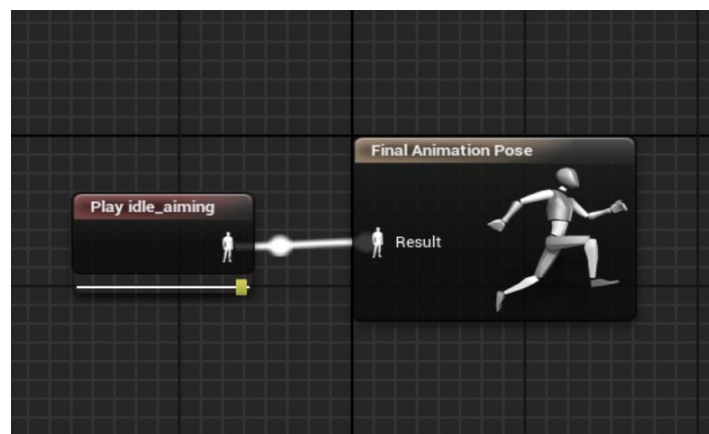 Final Animation Pose
Play idle_aiming
Result